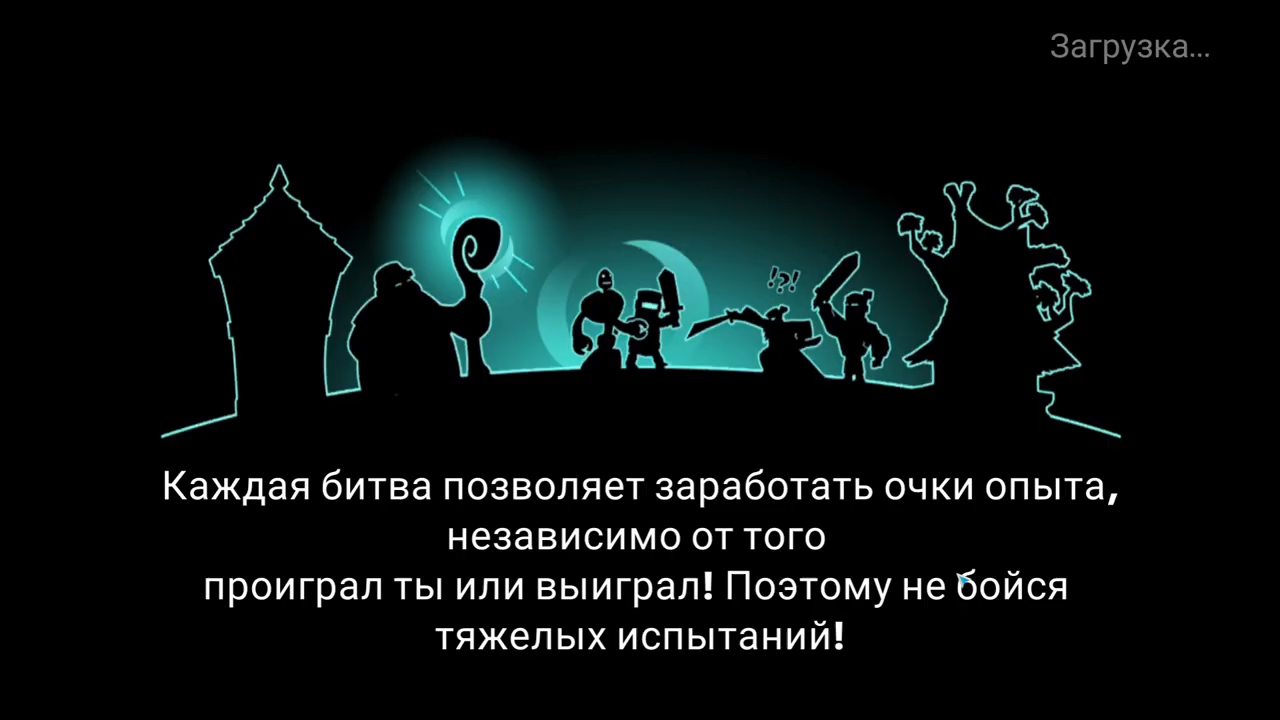 Загрузка...
!?!
Каждая битва позволяет заработать очки опыта,
независимо от того
проиграл ты или выиграл! Поэтому не бойся
тяжелых испытаний!